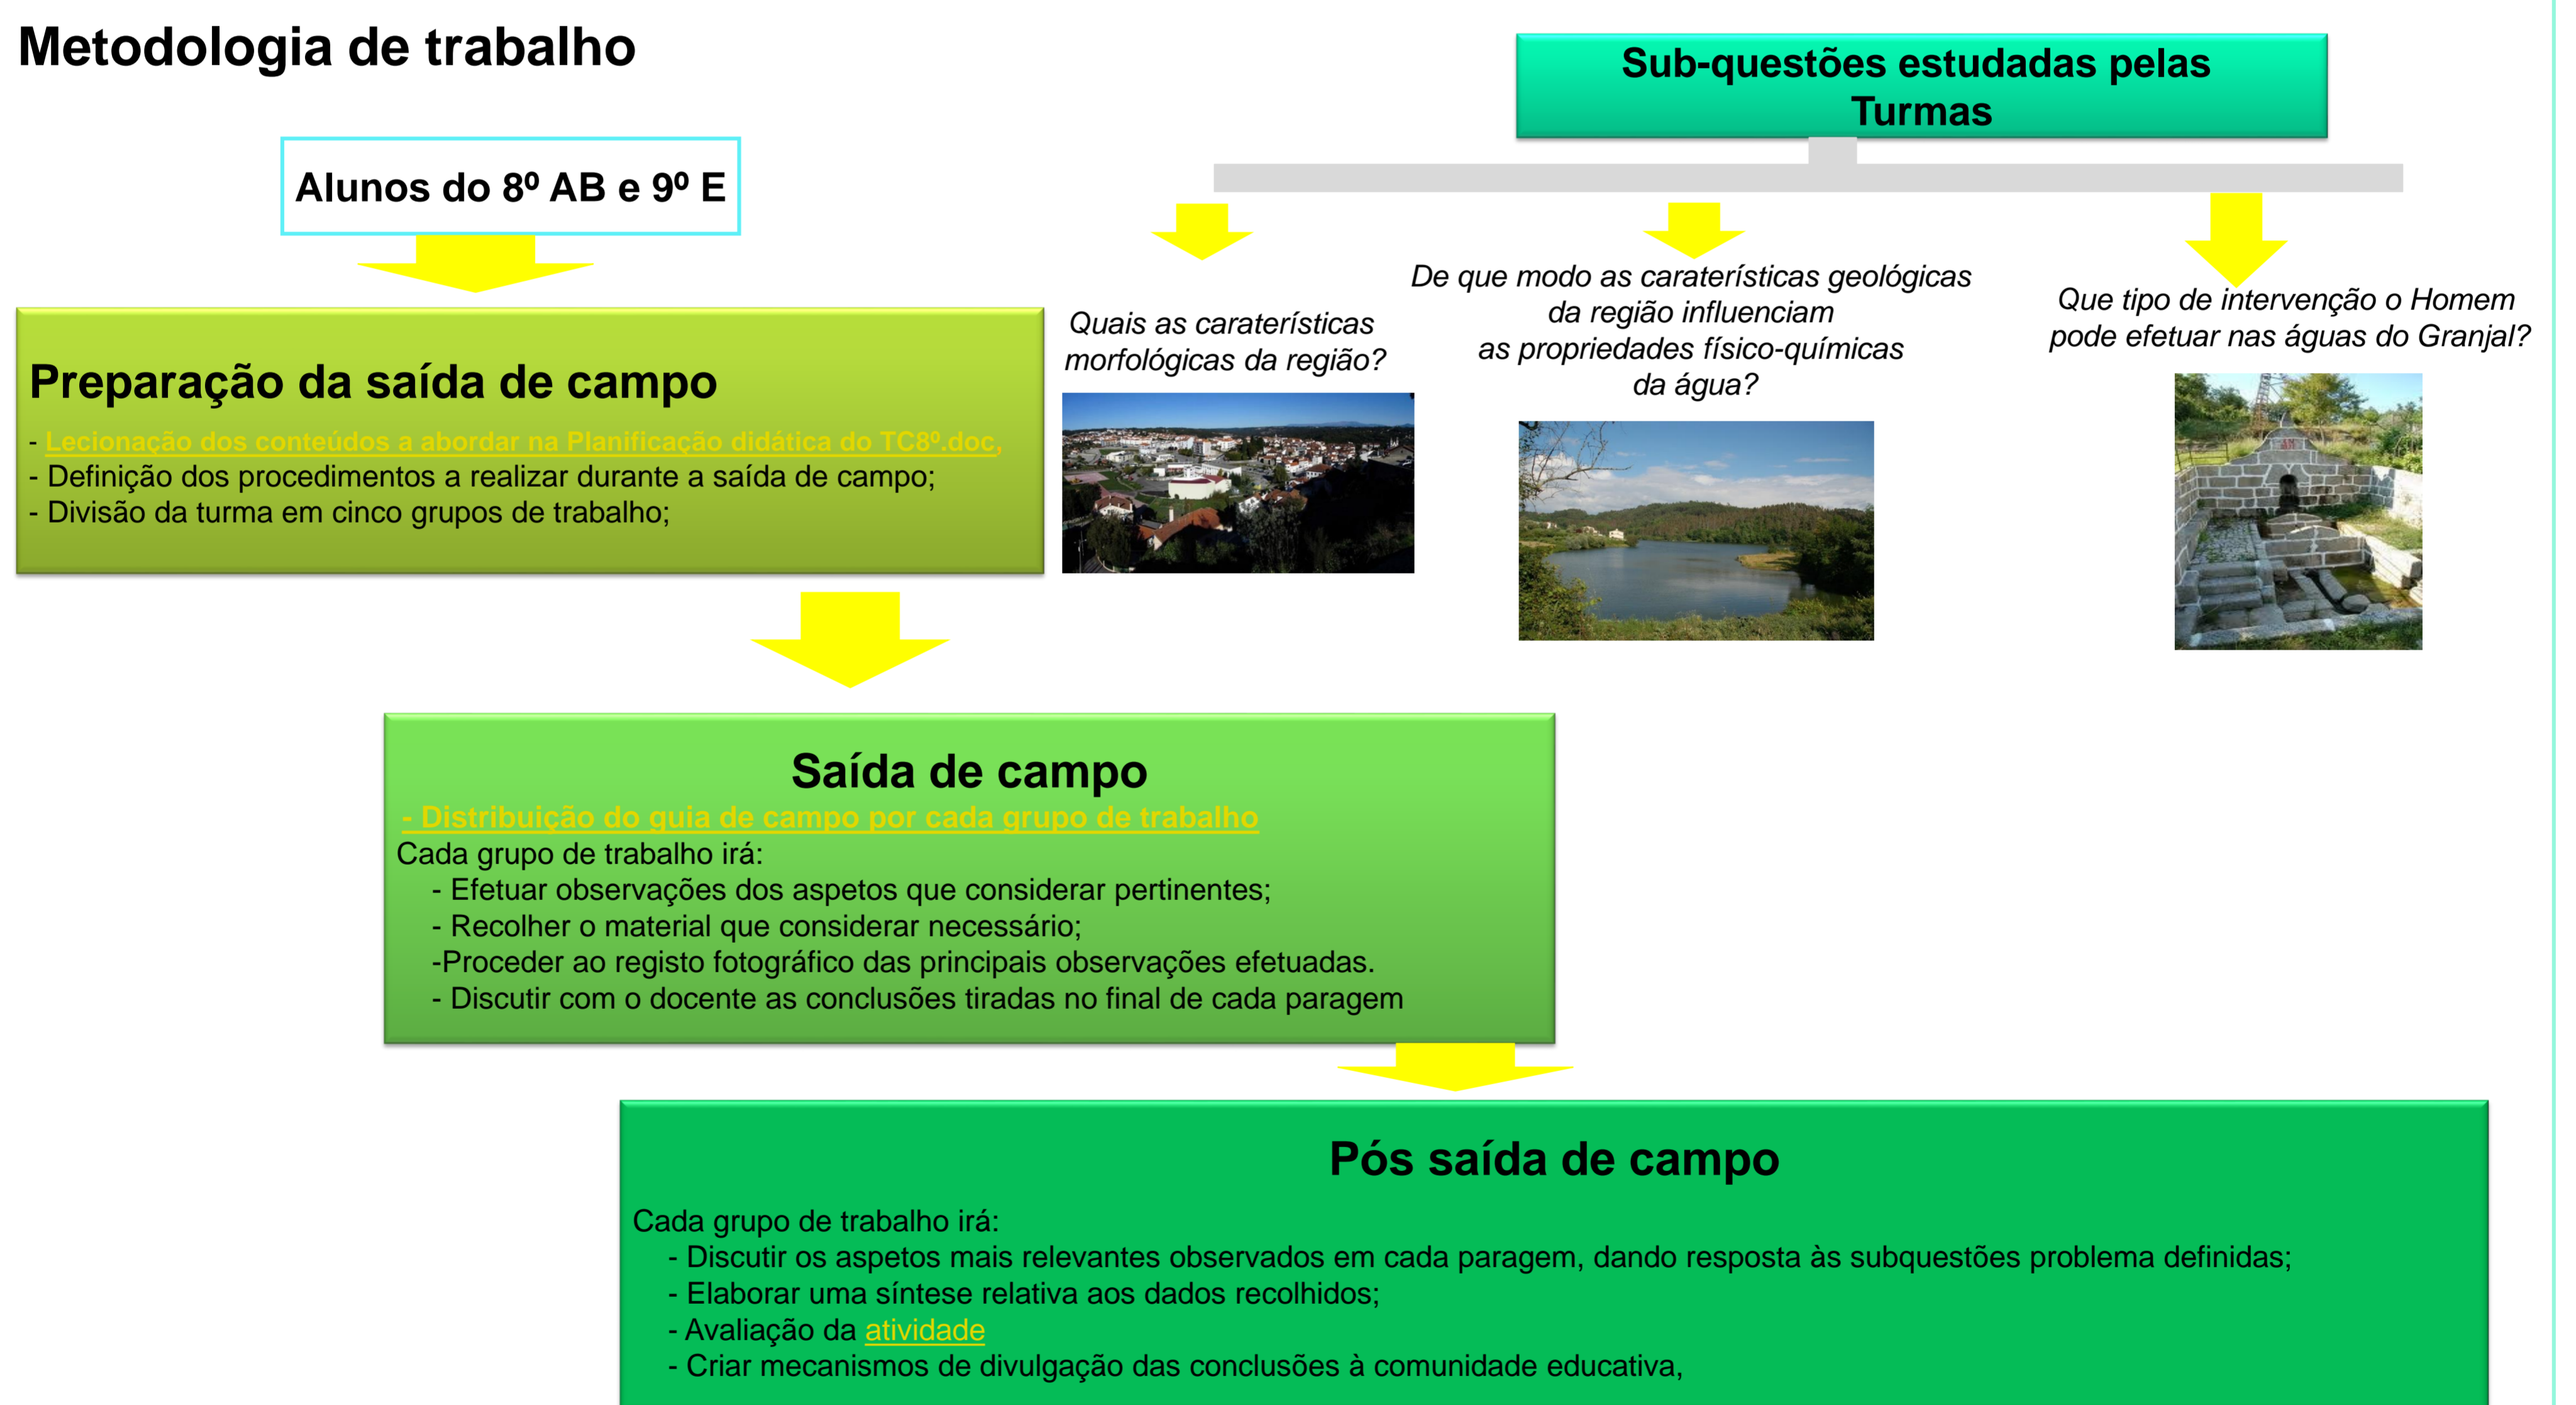 Metodologia de trabalho
Alunos do 8º AB e 9º E
Preparação da saída de campo
- Lecionação dos conteúdos a abordar na Planificação didática do TC8º.doc,
- Definição dos procedimentos a realizar durante a saída de campo;
- Divisão da turma em cinco grupos de trabalho;
Sub-questões estudadas pelas
Turmas
Quais as caraterísticas
morfológicas da região?
De que modo as caraterísticas geológicas
da região influenciam
as propriedades físico-químicas
da água?
Que tipo de intervenção o Homem
pode efetuar nas águas do Granjal?
Saída de campo
- Distribuição do guia de campo por cada grupo de trabalho
Cada grupo de trabalho irá:
- Efetuar observações dos aspetos que considerar pertinentes;
- Recolher o material que considerar necessário;
-Proceder ao registo fotográfico das principais observações efetuadas.
- Discutir com o docente as conclusões tiradas no final de cada paragem
Pós saída de campo
Cada grupo de trabalho irá:
- Discutir os aspetos mais relevantes observados em cada paragem, dando resposta às subquestões problema definidas;
- Elaborar uma síntese relativa aos dados recolhidos;
- Avaliação da atividade
- Criar mecanismos de divulgação das conclusões à comunidade educativa,